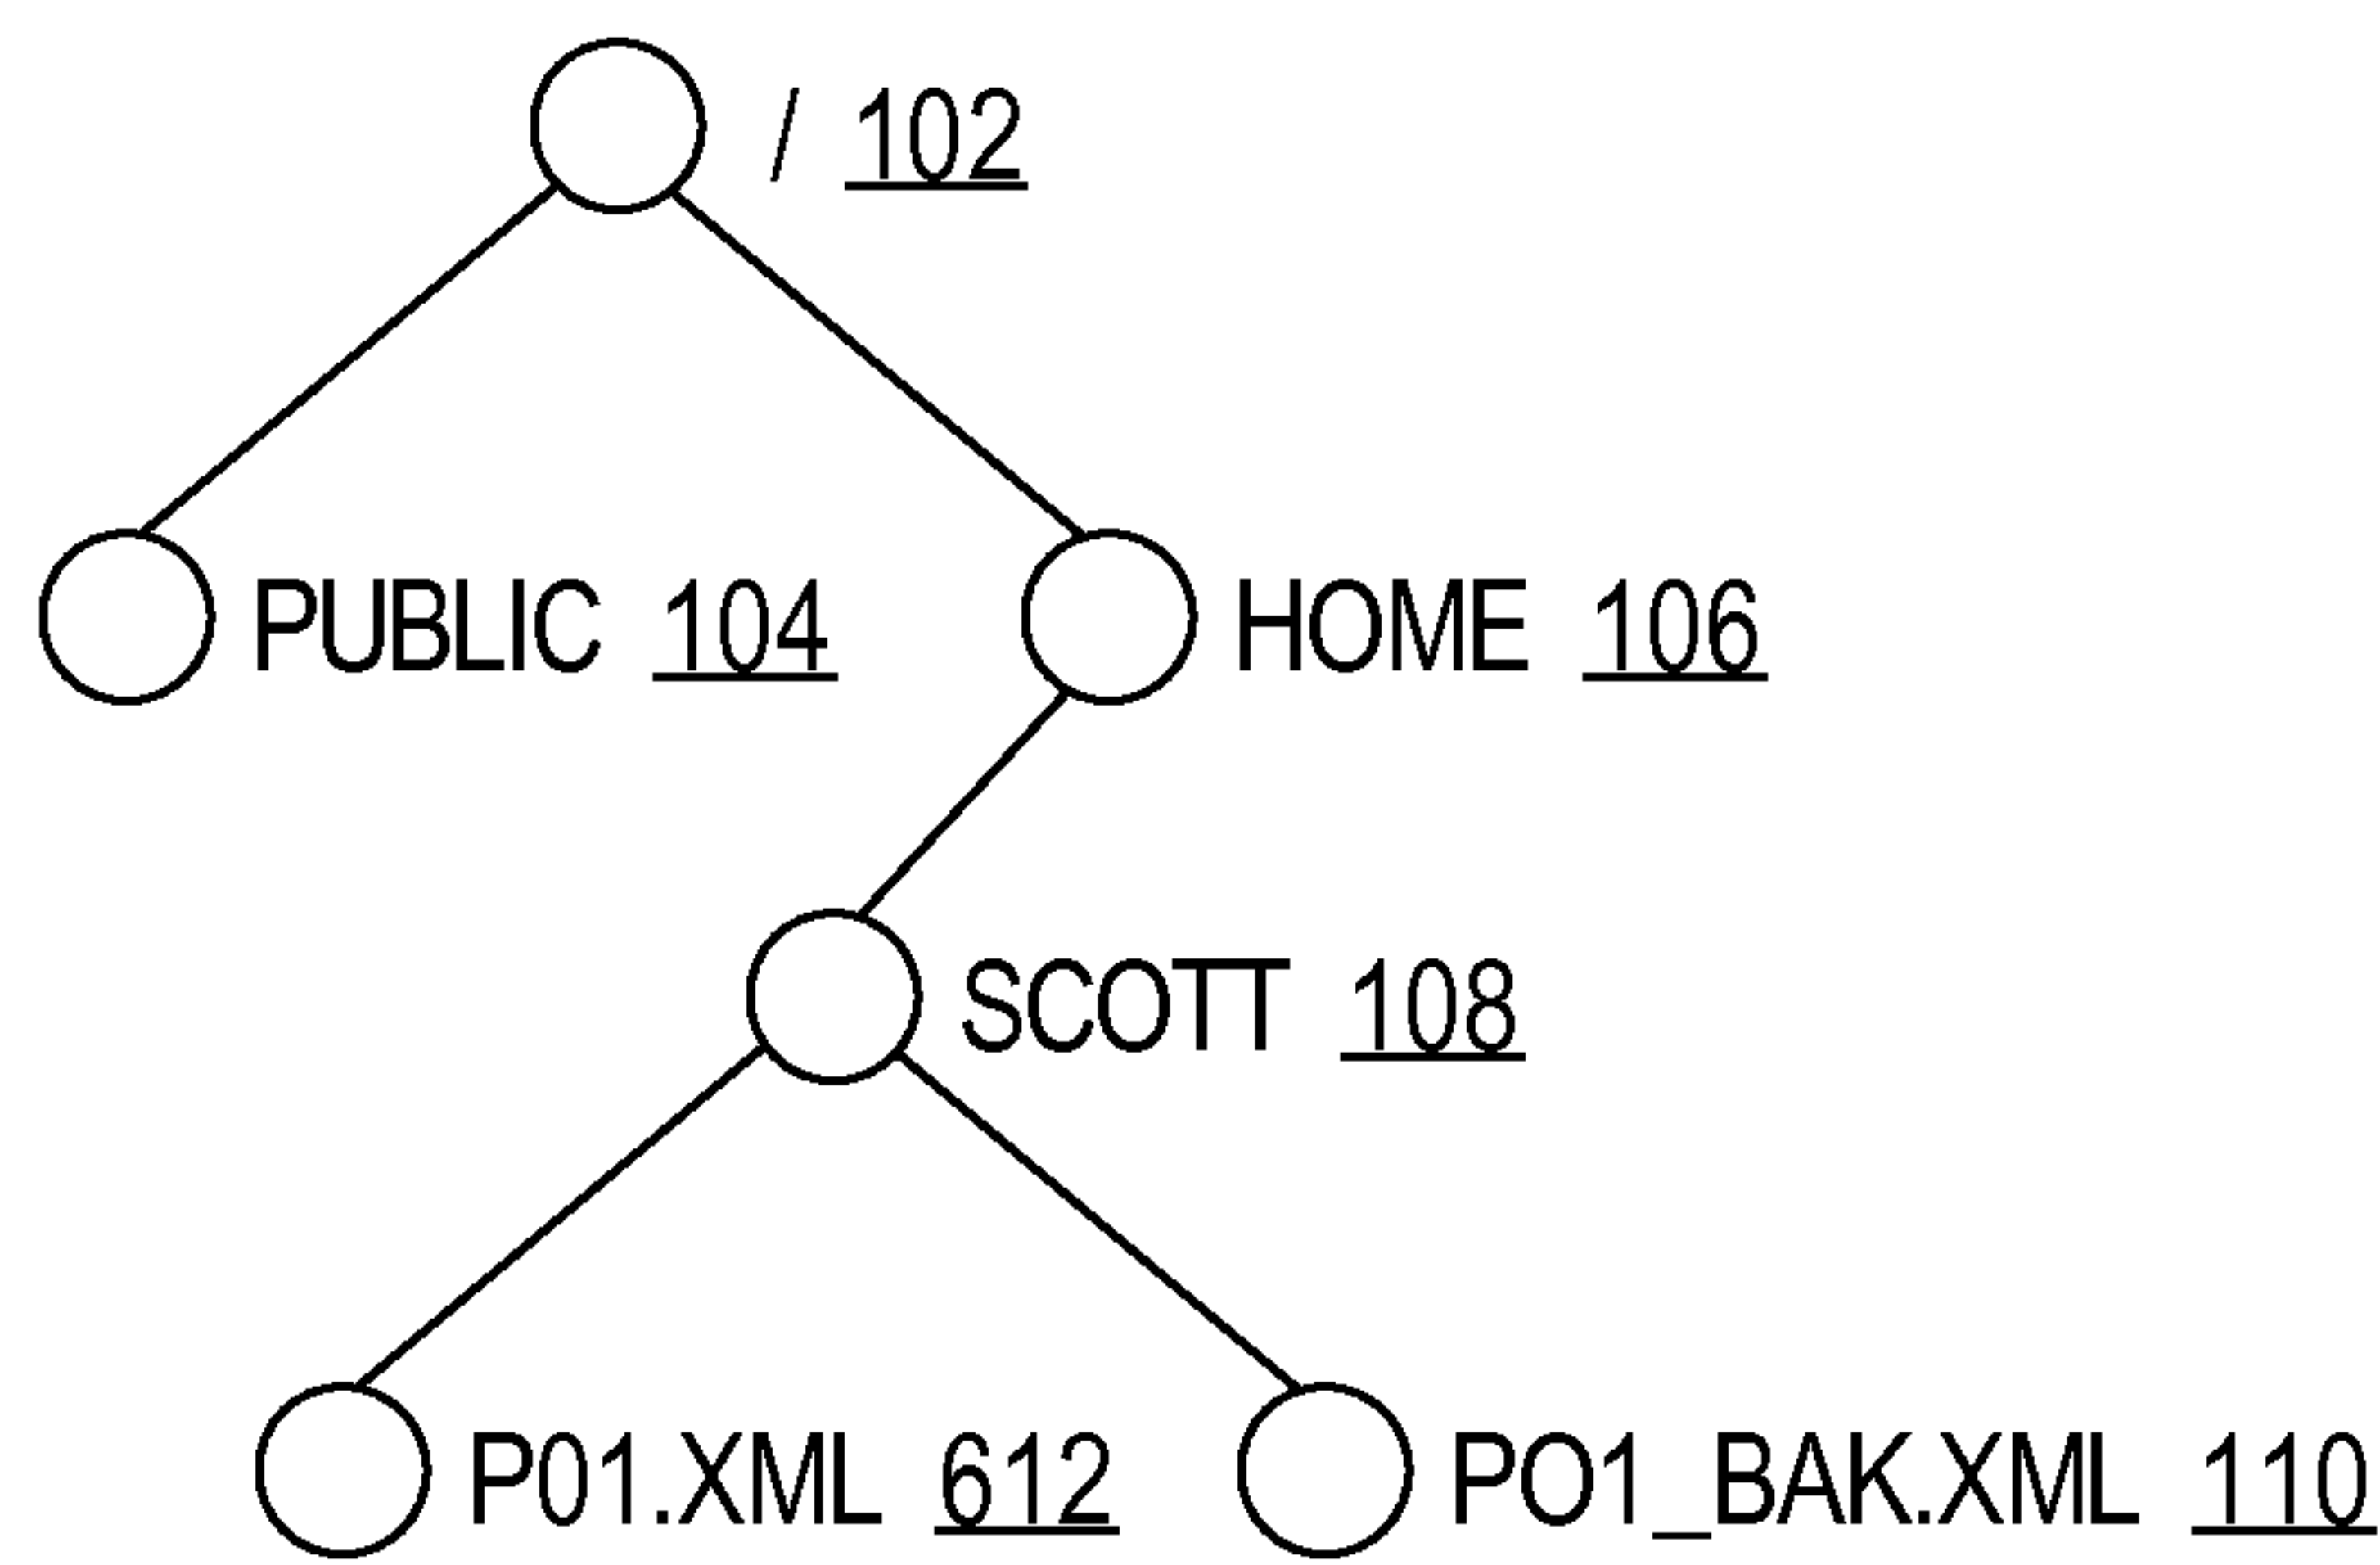 / 102
PUBLIC 104
HOME 106
SCOTT 108
P01.XML 612
PO1_BAK.XML 110